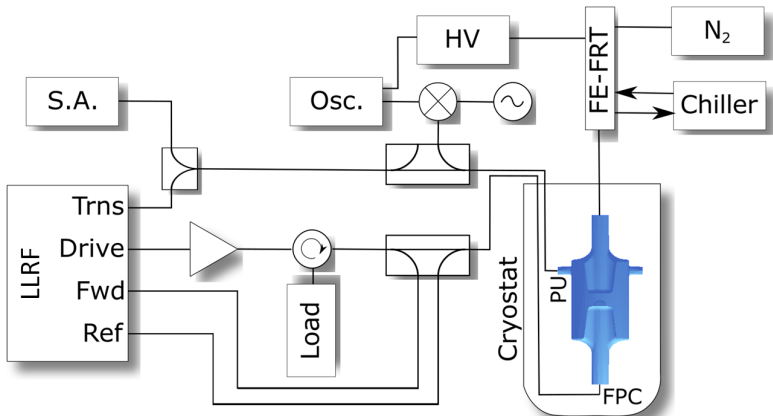 HV
N₂
S.A.
Osc.
FE-FRT
Chiller
LLRF
Trns
Drive
Fwd
Ref
Load
Cryostat
PU
FPC